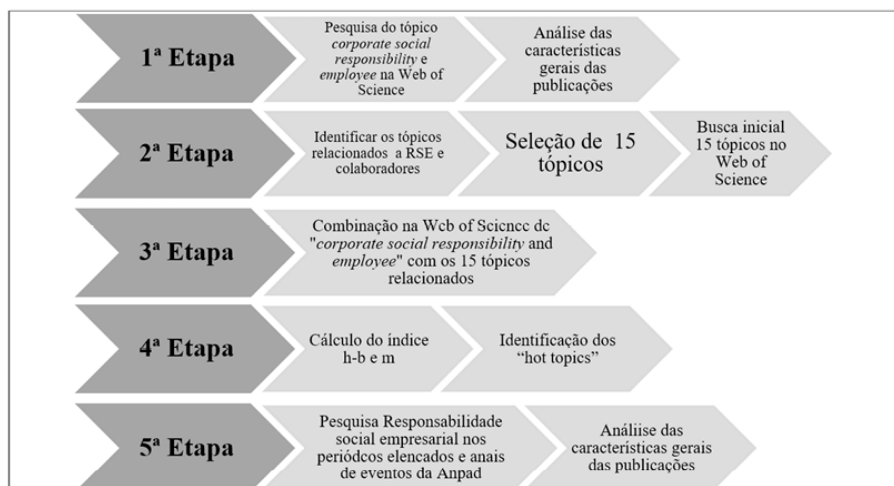 1ª Etapa
Pesquisa do tópico
corporate social
responsibility e
employee na Web of
Science
Análise das
características
gerais das
publicações
2ª Etapa
Identificar os tópicos
relacionados a RSE e
colaboradores
Seleção de 15
tópicos
Busca inicial
15 tópicos no
Web of
Science
3ª Etapa
Combinação na Web of Science de
"corporate social responsibility and
employee" com os 15 tópicos
relacionados
4ª Etapa
Cálculo do índice
h-b e m
Identificação dos
“hot topics”
5ª Etapa
Pesquisa Responsabilidade
social empresarial nos
periódcos elencados e anais
de eventos da Anpad
Análiise das
características gerais
das publicações